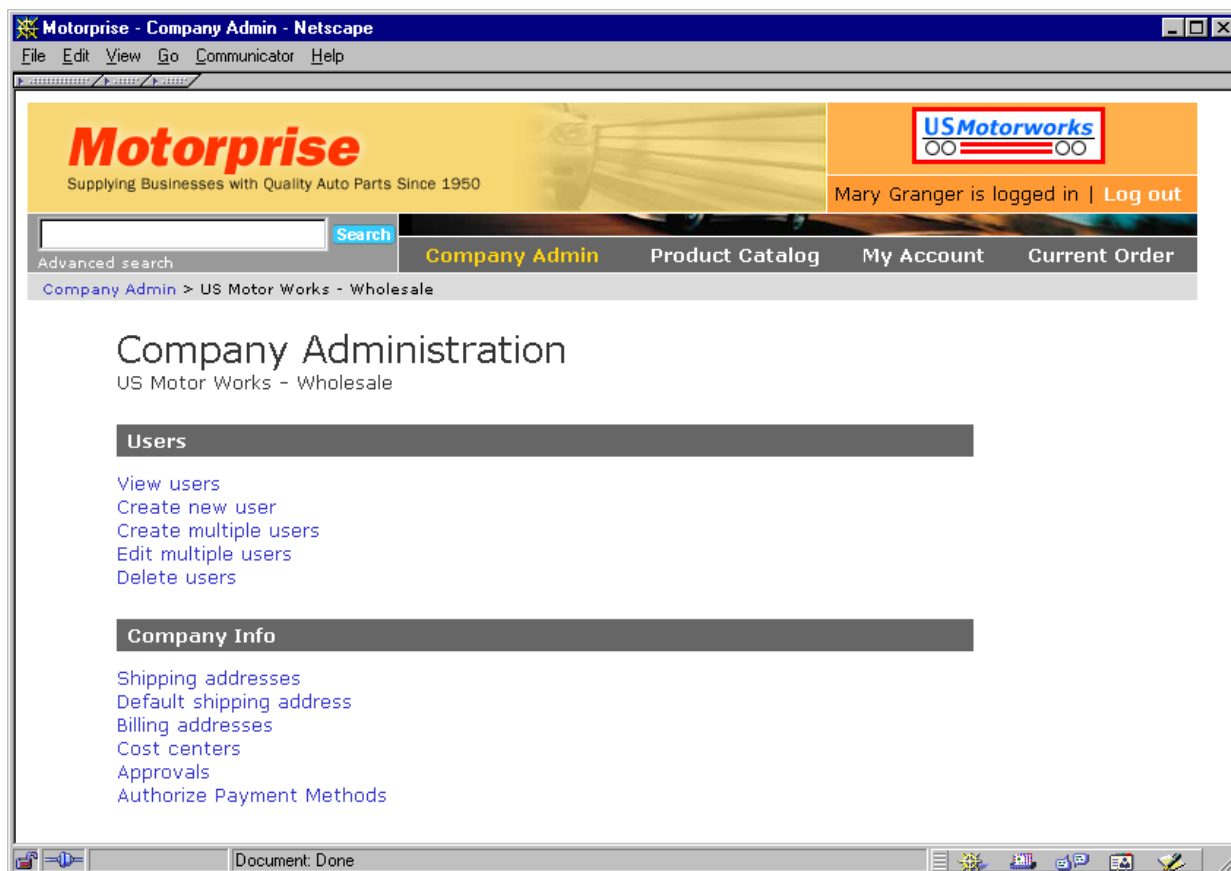 Motorprise - Company Admin - Netscape
File Edit View Go Communicator Help
Motorprise
Supplying Businesses with Quality Auto Parts Since 1950
USMotorworks
Mary Granger is logged in | Log out
Search
Advanced search
Company Admin Product Catalog My Account Current Order
Company Admin > US Motor Works - Wholesale
Company Administration
US Motor Works - Wholesale
Users
View users
Create new user
Create multiple users
Edit multiple users
Delete users
Company Info
Shipping addresses
Default shipping address
Billing addresses
Cost centers
Approvals
Authorize Payment Methods
Document: Done